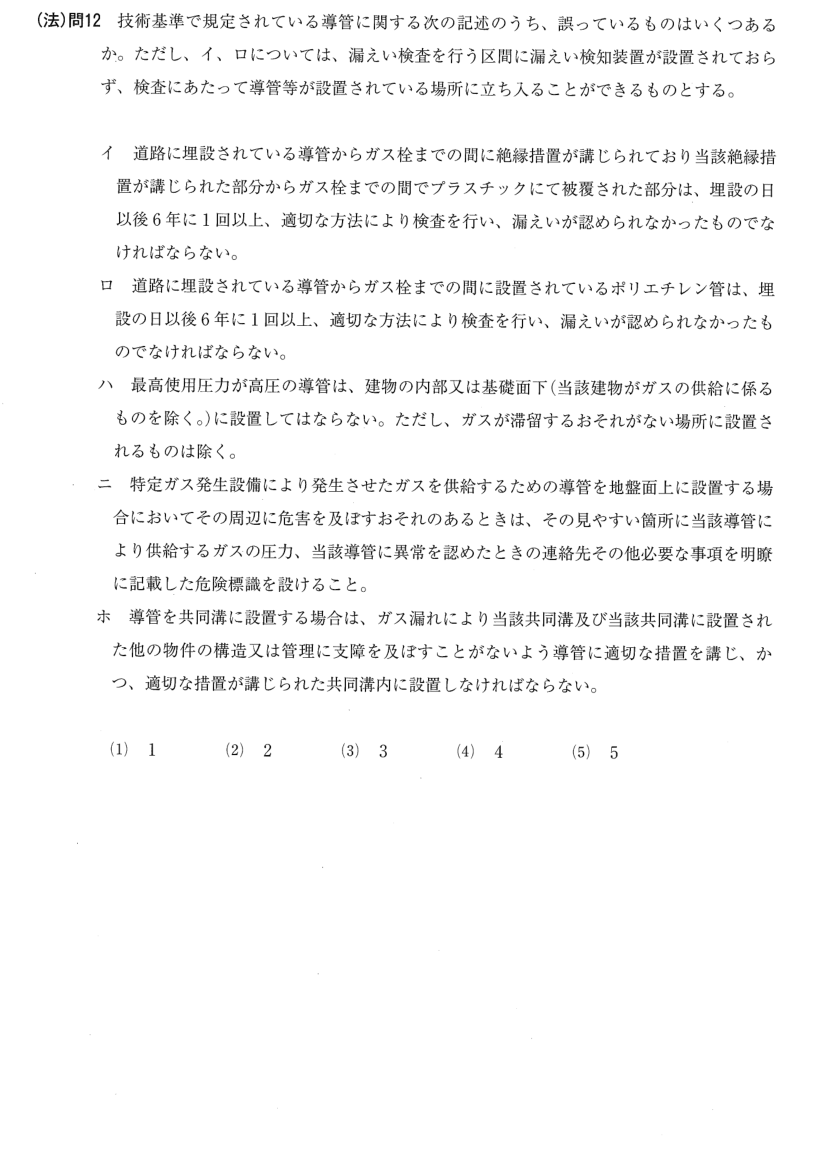 (法)問12　技術基準で規定されている導管に関する次の記述のうち、誤っているものはいくつある
か。ただし、イ、ロについては、漏えい検査を行う区間に漏えい検知装置が設置されておら
ず、検査にあたって導管等が設置されている場所に立ち入ることができるものとする。
イ　道路に埋設されている導管からガス栓までの間に絶縁措置が講じられており当該絶縁措
置が講じられた部分からガス栓までの間でプラスチックにて被覆された部分は、埋設の日
以後6年に1回以上、適切な方法により検査を行い、漏えいが認められなかったものでな
ければならない。
ロ　道路に埋設されている導管からガス栓までの間に設置されているポリエチレン管は、埋
設の日以後6年に1回以上、適切な方法により検査を行い、漏えいが認められなかったも
のでなければならない。
ハ　最高使用圧力が高圧の導管は、建物の内部又は基礎面下(当該建物がガスの供給に係る
ものを除く。)に設置してはならない。ただし、ガスが滞留するおそれがない場所に設置さ
れるものは除く。
ニ　特定ガス発生設備により発生させたガスを供給するための導管を地盤面上に設置する場
合においてその周辺に危害を及ぼすおそれのあるときは、その見やすい箇所に当該導管に
より供給するガスの圧力、当該導管に異常を認めたときの連絡先その他必要な事項を明瞭
に記載した危険標識を設けること。
ホ　導管を共同溝に設置する場合は、ガス漏れにより当該共同溝及び当該共同溝に設置され
た他の物件の構造又は管理に支障を及ぼすことがないよう導管に適切な措置を講じ、か
つ、適切な措置が講じられた共同溝内に設置しなければならない。
(1)　1　(2)　2　(3)　3　(4)　4　(5)　5